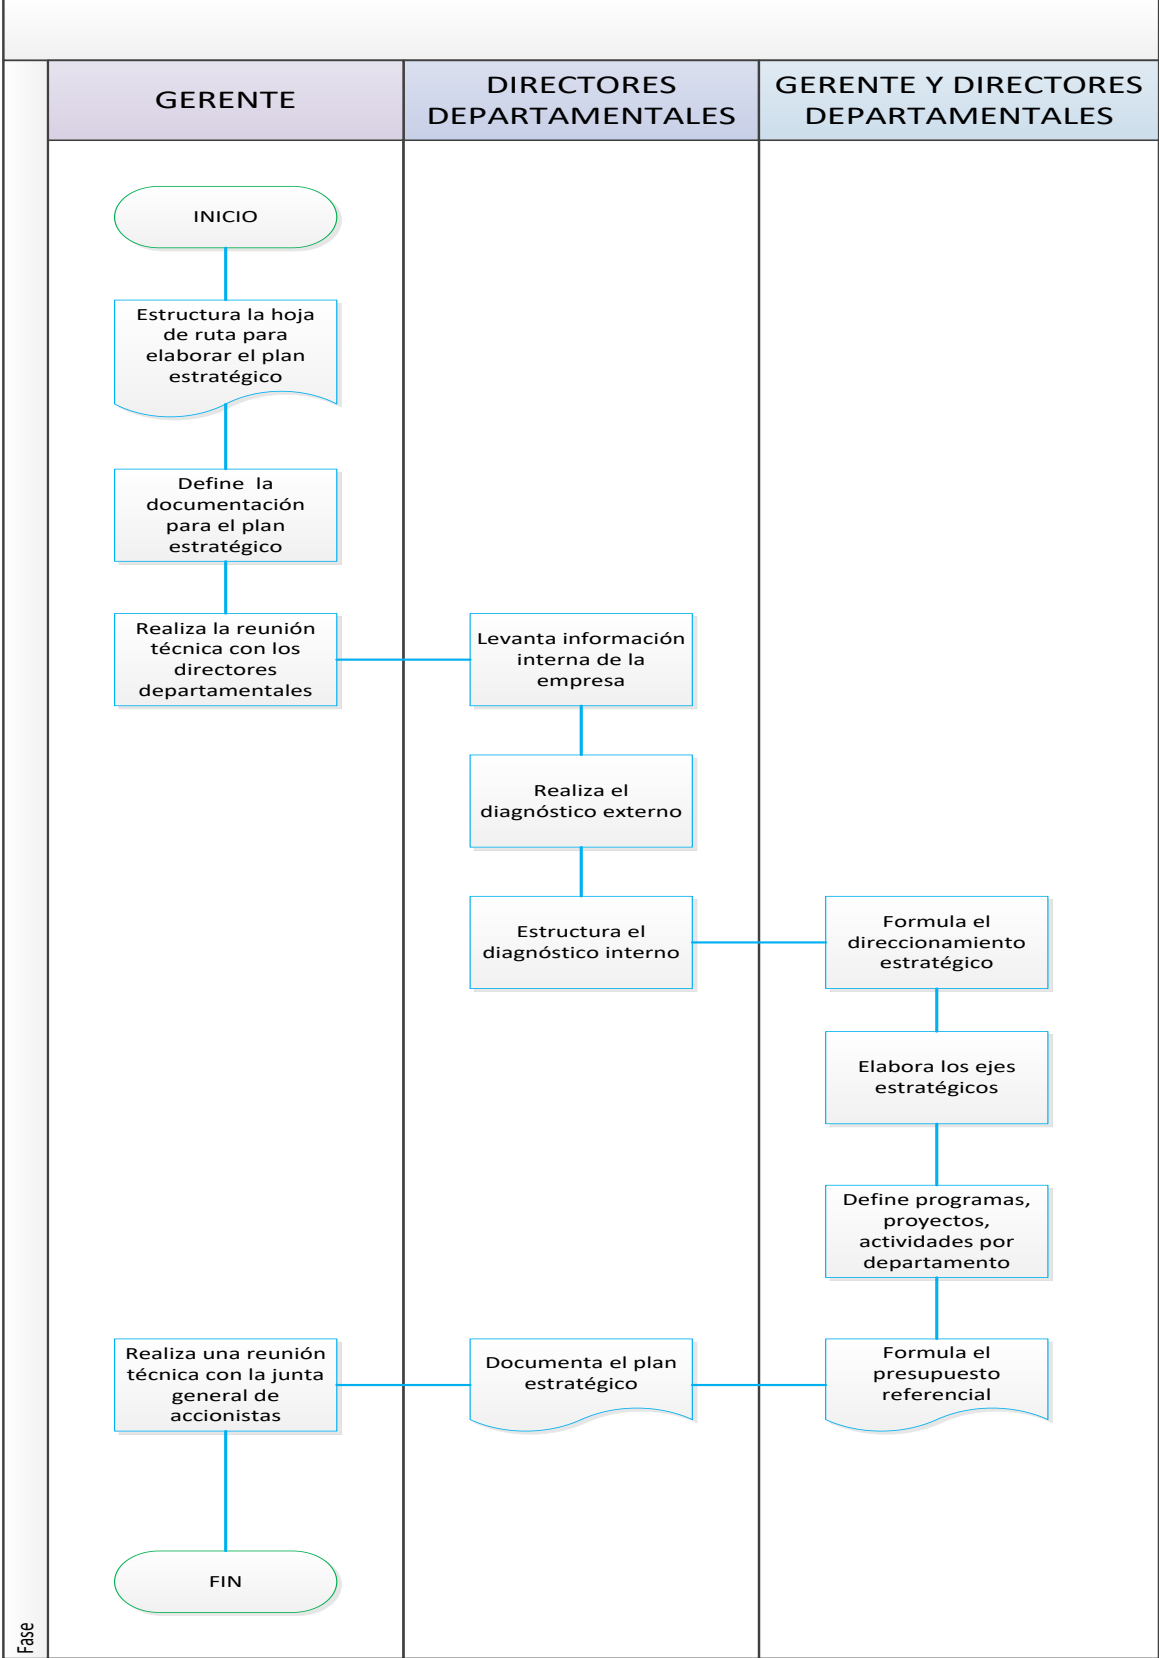 GERENTE
DIRECTORES
DEPARTAMENTALES
GERENTE Y DIRECTORES
DEPARTAMENTALES
INICIO
Estructura la hoja
de ruta para
elaborar el plan
estratégico
Define la
documentación
para el plan
estratégico
Realiza la reunión
técnica con los
directores
departamentales
Levanta información
interna de la
empresa
Realiza el
diagnóstico externo
Estructura el
diagnóstico interno
Formula el
direccionamiento
estratégico
Elabora los ejes
estratégicos
Define programas,
proyectos,
actividades por
departamento
Formula el
presupuesto
referencial
Documenta el plan
estratégico
Realiza una reunión
técnica con la junta
general de
accionistas
FIN
Fase